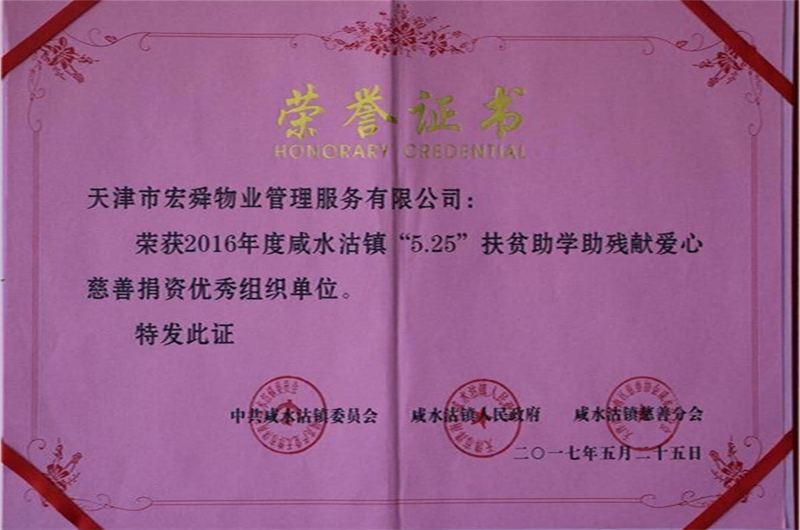 荣誉证书
HONORARY CREDENTIAL
天津市宏舜物业管理服务有限公司：
荣获2016年度咸水沽镇“5.25”扶贫助学助残献爱心
慈善捐资优秀组织单位。
特发此证
中共咸水沽镇委员会 咸水沽镇人民政府 咸水沽镇慈善分会
二〇一七年五月二十五日